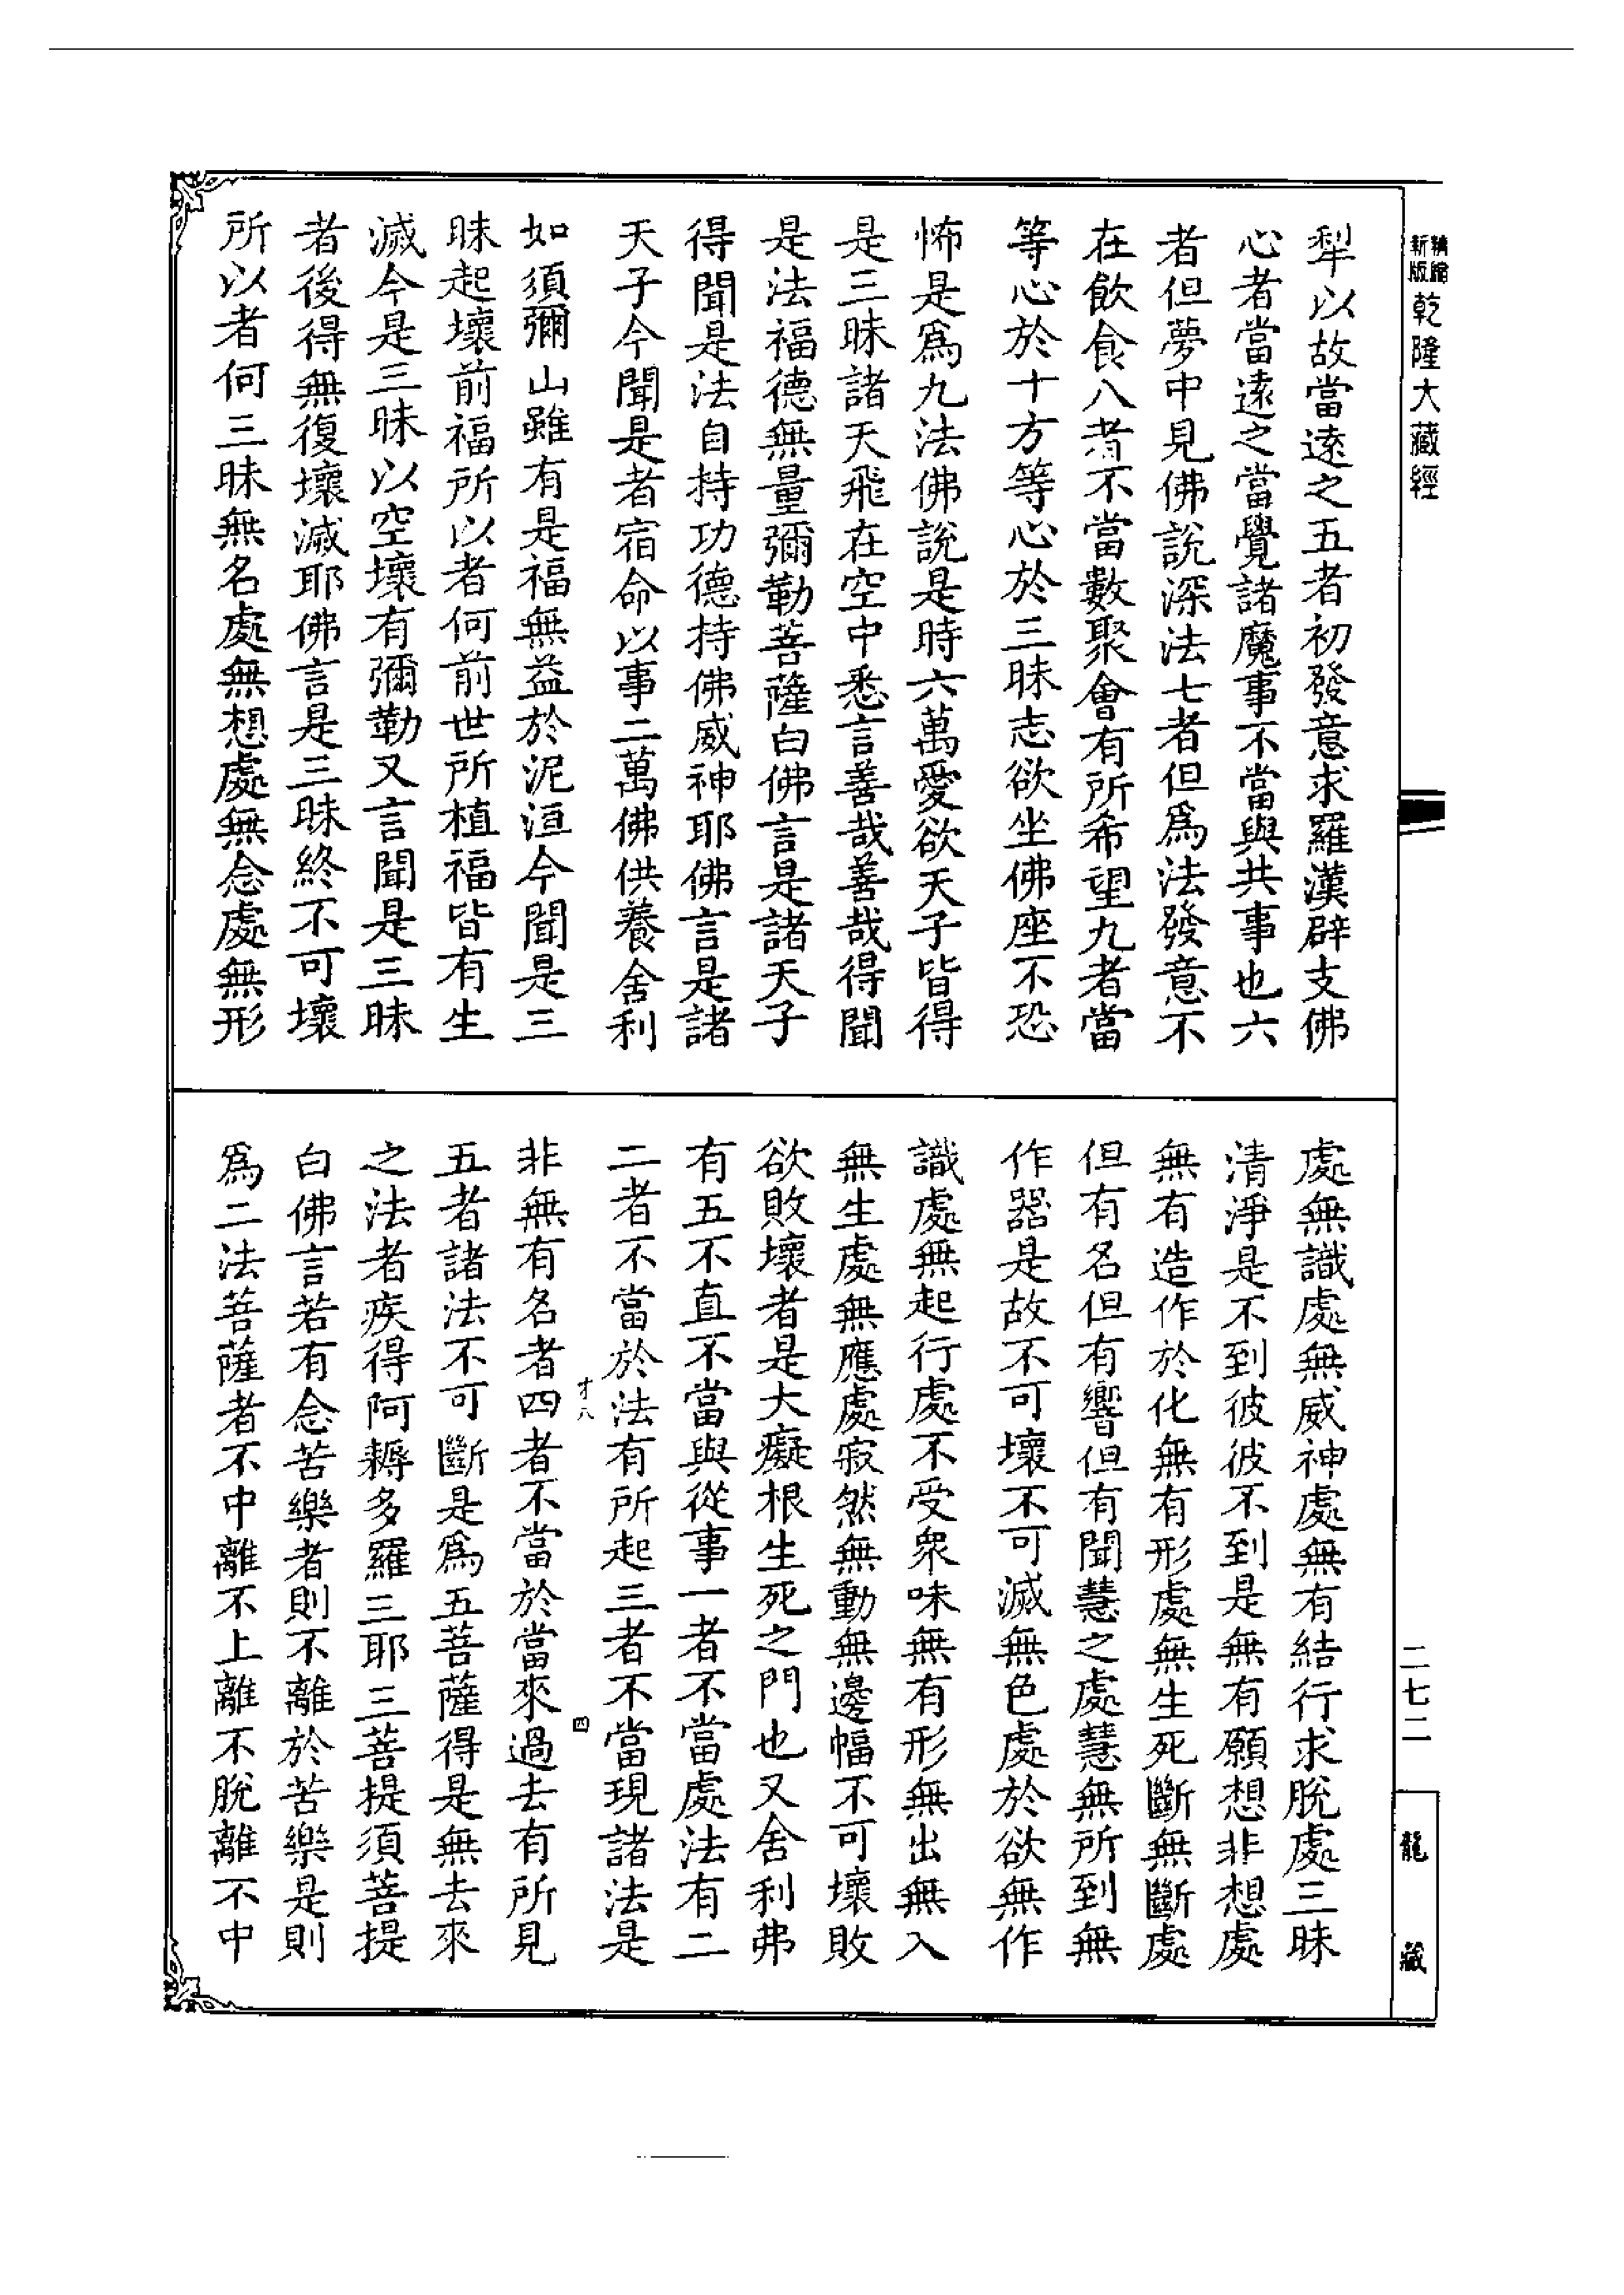 精縮
新版
乾隆大藏經
二七二
龍藏
犁以故當遠之五者初發意求羅漢辟支佛
心者當遠之當覺諸魔事不當與共事也六
者但夢中見佛說深法七者但為法發意不
在飲食八者不當數聚會有所希望九者當
等心於十方等心於三昧志欲坐佛座不恐
怖是為九法佛說是時六萬愛欲天子皆得
是三昧諸天飛在空中悉言善哉善哉得聞
是法福德無量彌勒菩薩白佛言是諸天子
得聞是法自持功德持佛威神耶佛言是諸
天子今聞是者宿命以事二萬佛供養舍利
如須彌山雖有是福無益於泥洹今聞是三
昧起壞前福所以者何前世所植福皆有生
滅今是三昧以空壞有彌勒又言聞是三昧
者後得無復壞滅耶佛言是三昧終不可壞
所以者何三昧無名處無想處無念處無形
處無識處無威神處無有結行求脫處三昧
清淨是不到彼彼不到是無有願想非想處
無有造作於化無有形處無生死斷無斷處
但有名但有響但有聞慧之處慧無所到無
作器是故不可壞不可滅無色處於欲無作
識處無起行處不受衆味無有形無出無入
無生處無應處寂然無動無邊幅不可壞敗
欲敗壞者是大癡根生死之門也又舍利弗
有五不直不當與從事一者不當處法有二
二者不當於法有所起三者不當現諸法是
才八
四
非無有名者四者不當於當來過去有所見
五者諸法不可斷是為五菩薩得是無去來
之法者疾得阿耨多羅三耶三菩提須菩提
白佛言若有念苦樂者則不離於苦樂是則
為二法菩薩者不中離不上離不脫離不中